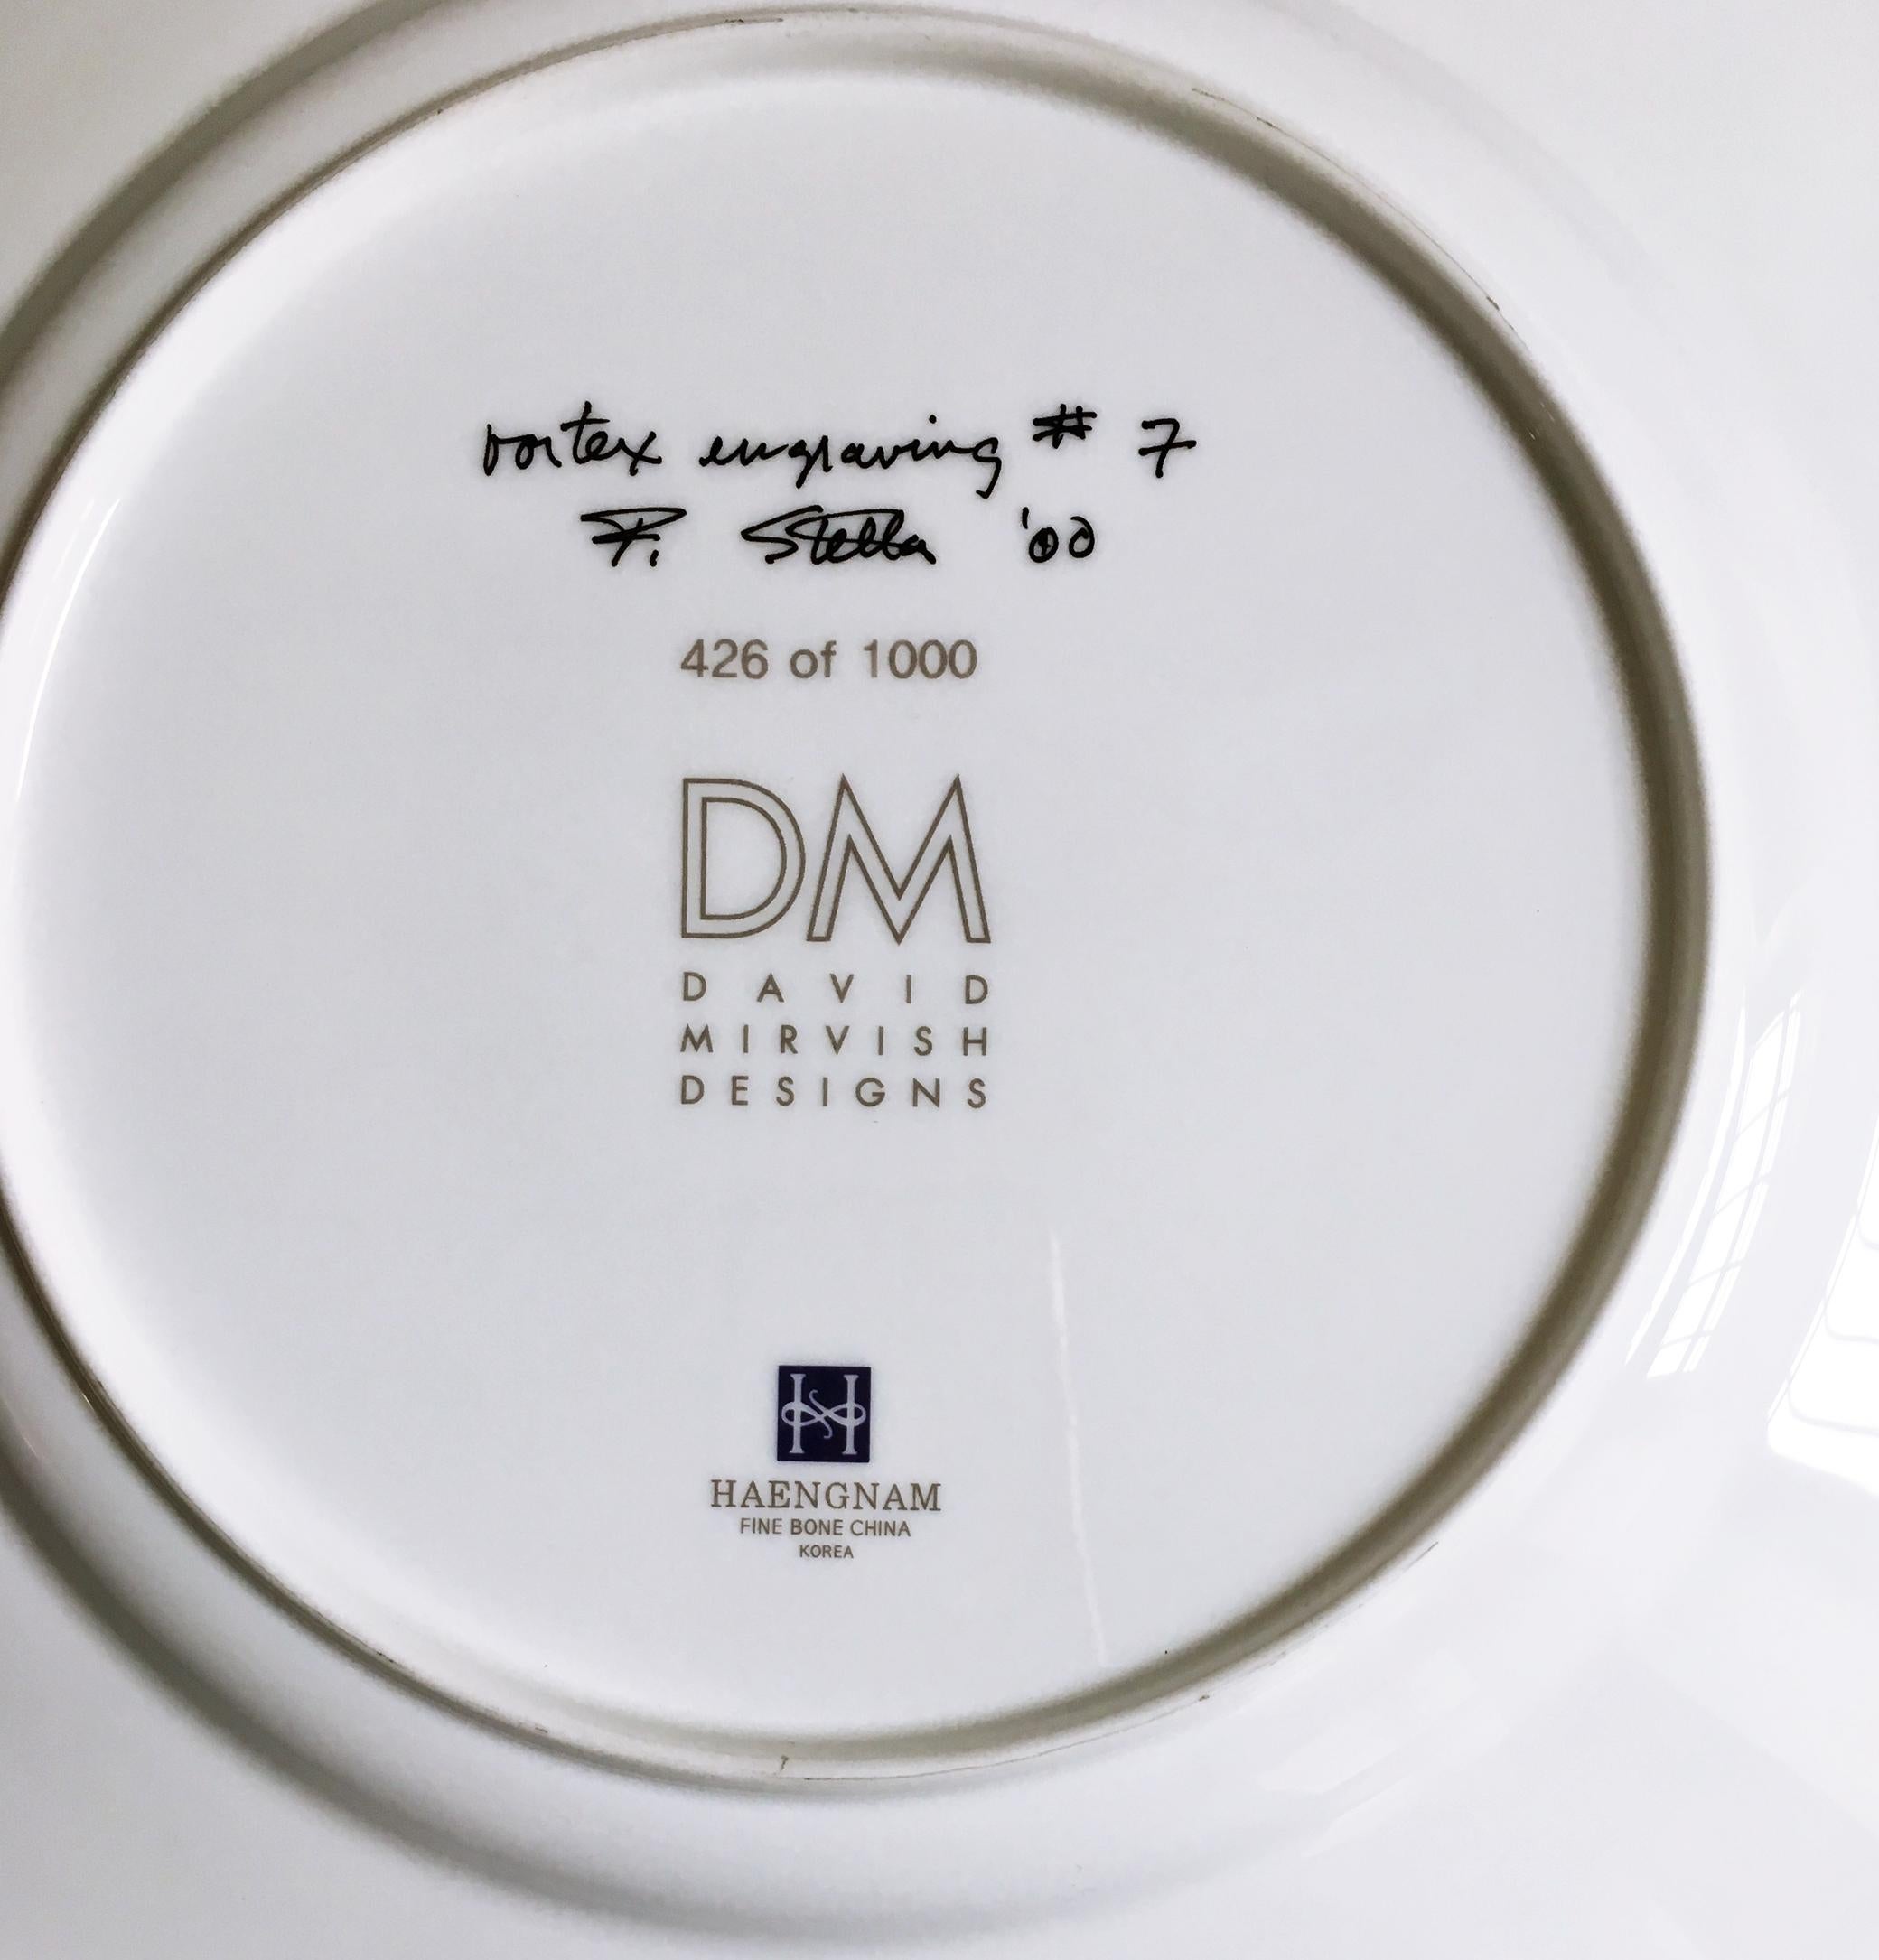 vortex engraving # 7
F. Stella '00
426 of 1000
DM
DAVID
MIRVISH
DESIGNS
H
HAENGNAM
FINE BONE CHINA
KOREA